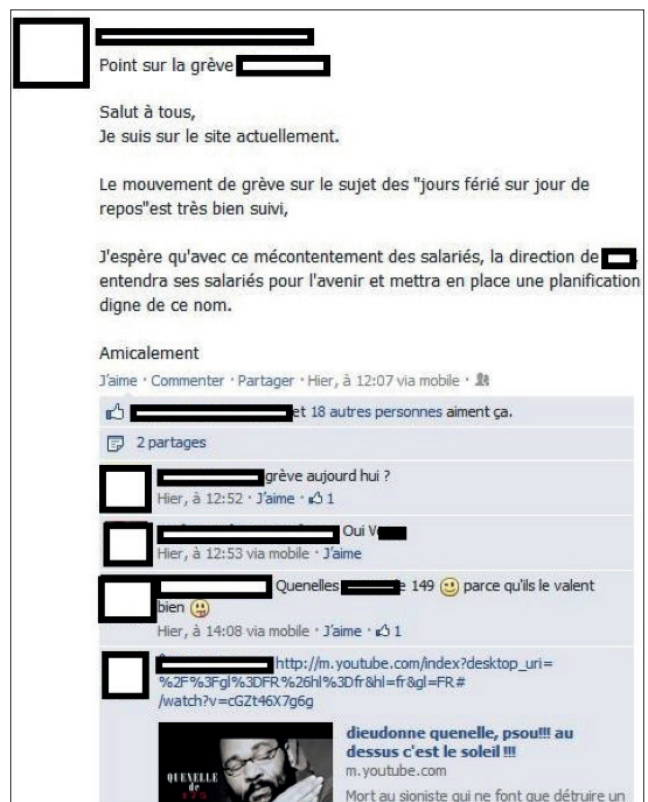 Point sur la grève
Salut à tous,
Je suis sur le site actuellement.
Le mouvement de grève sur le sujet des "jours férié sur jour de
repos"est très bien suivi,
J'espère qu'avec ce mécontentement des salariés, la direction de
entendra ses salariés pour l'avenir et mettra en place une planification
digne de ce nom.
Amicalement
J'aime · Commenter · Partager · Hier, à 12:07 via mobile ·
et 18 autres personnes aiment ça.
2 partages
grève aujourd hui ?
Hier, à 12:52 · J'aime · 1
Oui
Hier, à 12:53 via mobile · J'aime
Quenelles 149 parce qu'ils le valent
bien
Hier, à 14:08 via mobile · J'aime · 1
http://m.youtube.com/index?desktop_uri=
%2F%3Fgl%3DFR%26hl%3Dfr&hl=fr&gl=FR#
/watch?v=cGZt46X7g6g
dieudonne quenelle, psou!!! au
dessus c'est le soleil !!!
m.youtube.com
QUENELLE
de
175
Mort au sioniste qui ne font que détruire un